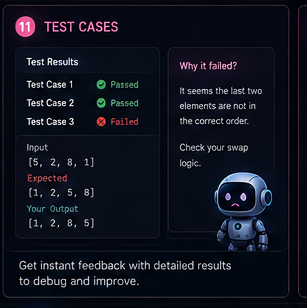 11 TEST CASES
Test Results
Test Case 1 Passed
Test Case 2 Passed
Test Case 3 Failed
Input
[5, 2, 8, 1]
Expected
[1, 2, 5, 8]
Your Output
[1, 2, 8, 5]
Why it failed?
It seems the last two
elements are not in
the correct order.
Check your swap
logic.
Get instant feedback with detailed results
to debug and improve.